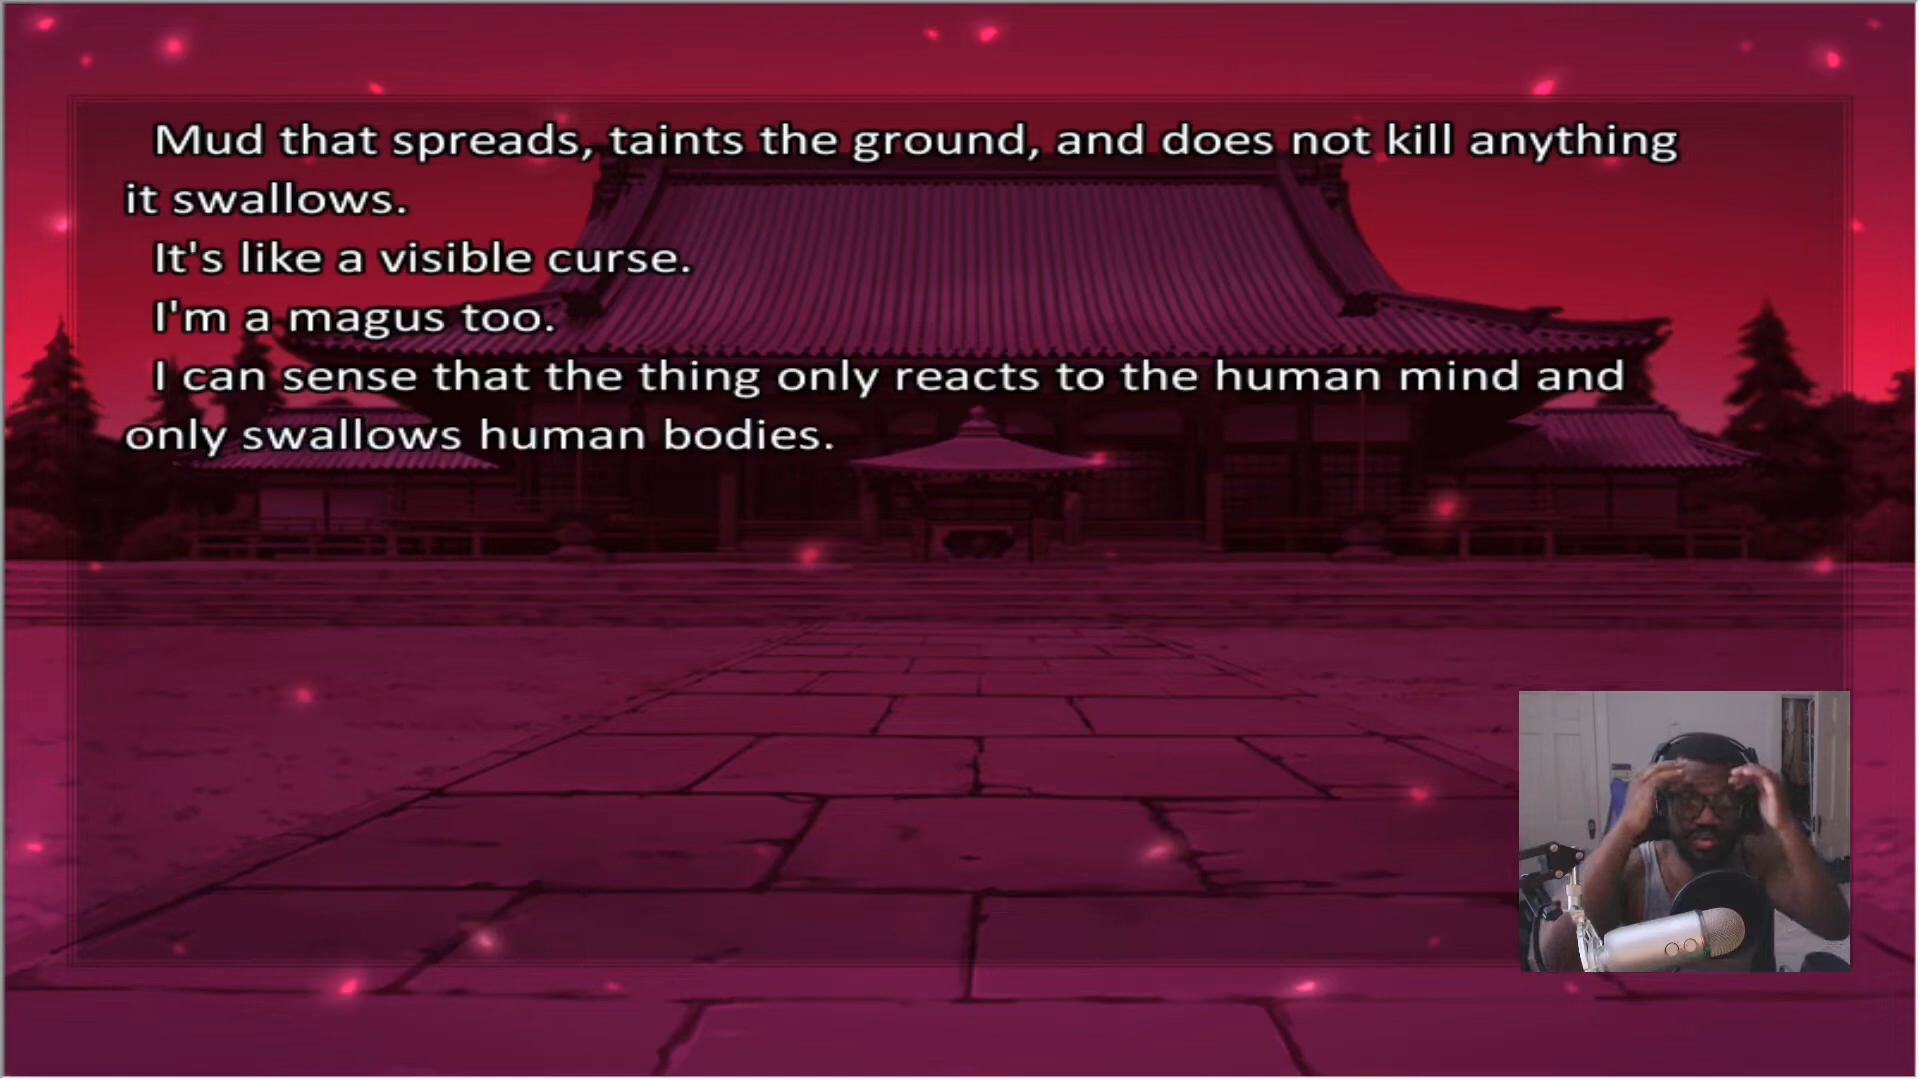 Mud that spreads, taints the ground, and does not kill anything
it swallows.
It's like a visible curse.
I'm a magus too.
I can sense that the thing only reacts to the human mind and
only swallows human bodies.